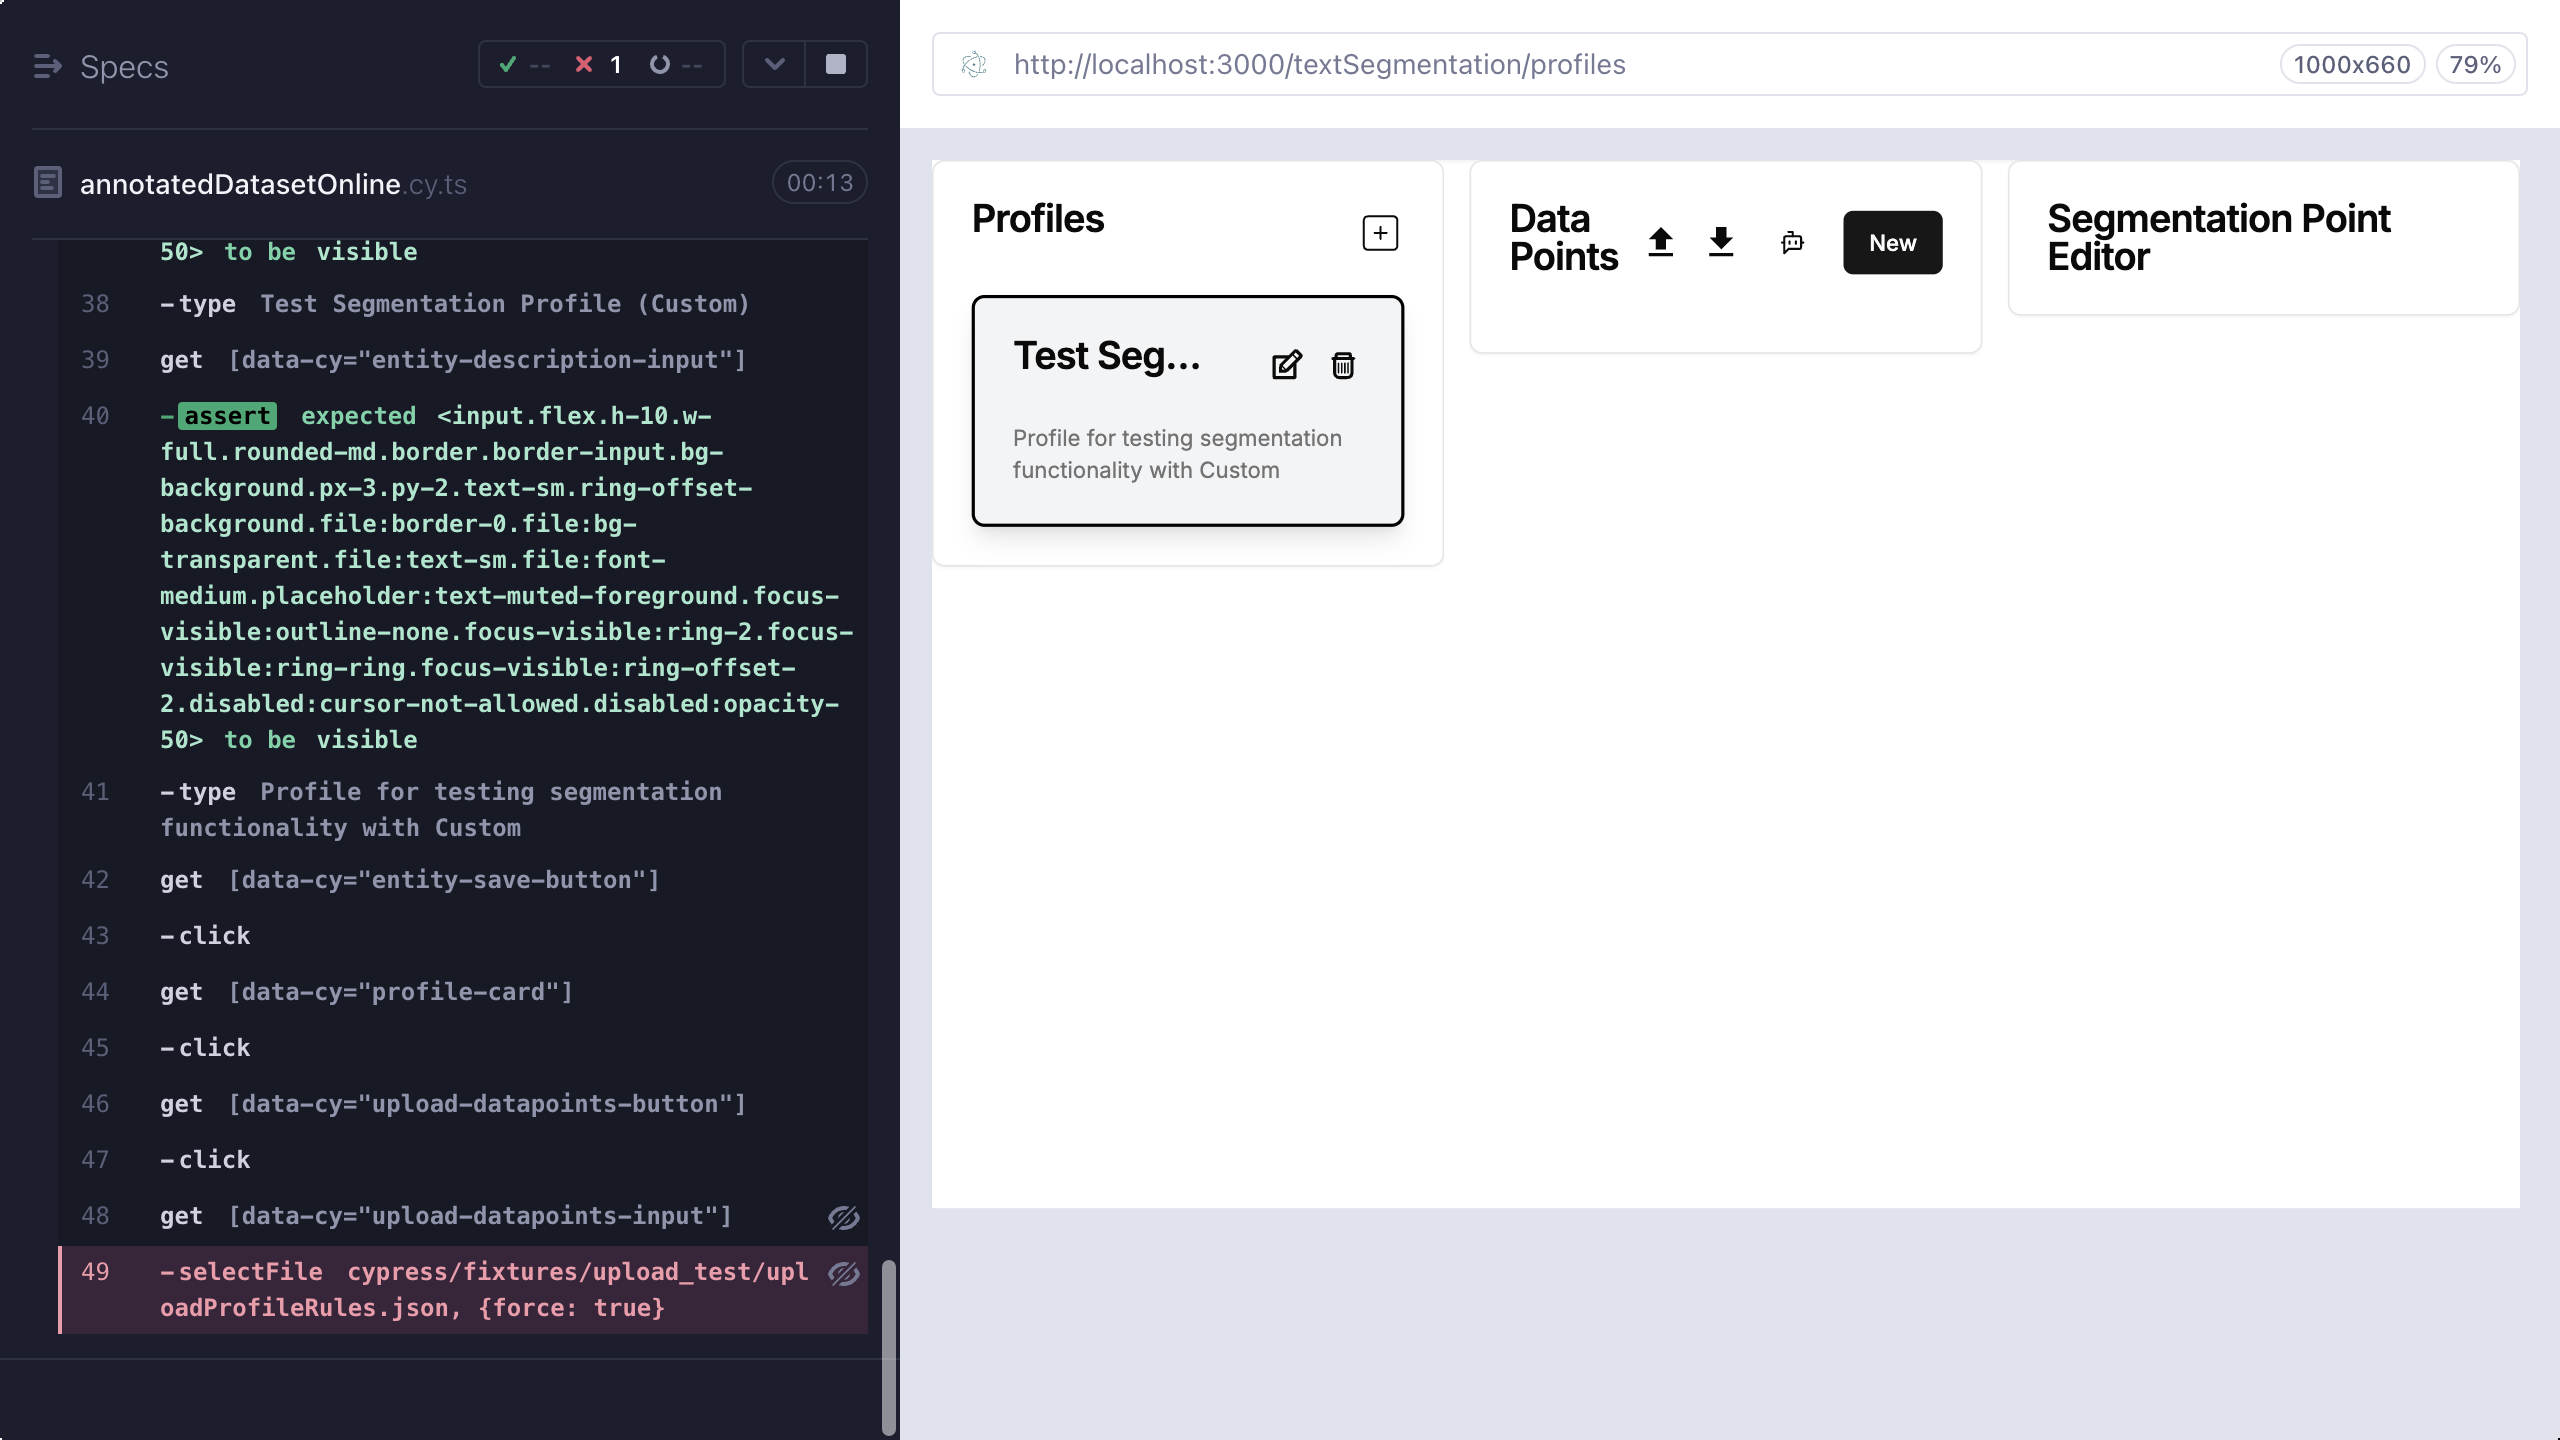 Specs
--
1
--
annotatedDatasetOnline.cy.ts
00:13
50> to be visible
38 -type Test Segmentation Profile (Custom)
39 get [data-cy="entity-description-input"]
40 -assert expected <input.flex.h-10.w-
full.rounded-md.border.border-input.bg-
background.px-3.py-2.text-sm.ring-offset-
background.file:border-0.file:bg-
transparent.file:text-sm.file:font-
medium.placeholder:text-muted-foreground.focus-
visible:outline-none.focus-visible:ring-2.focus-
visible:ring-ring.focus-visible:ring-offset-
2.disabled:cursor-not-allowed.disabled:opacity-
50> to be visible
41 -type Profile for testing segmentation
functionality with Custom
42 get [data-cy="entity-save-button"]
43 -click
44 get [data-cy="profile-card"]
45 -click
46 get [data-cy="upload-datapoints-button"]
47 -click
48 get [data-cy="upload-datapoints-input"]
49 -selectFile cypress/fixtures/upload_test/upl
oadProfileRules.json, {force: true}
http://localhost:3000/textSegmentation/profiles
1000x660
79%
Profiles
Test Seg...
Profile for testing segmentation
functionality with Custom
Data
Points
New
Segmentation Point
Editor